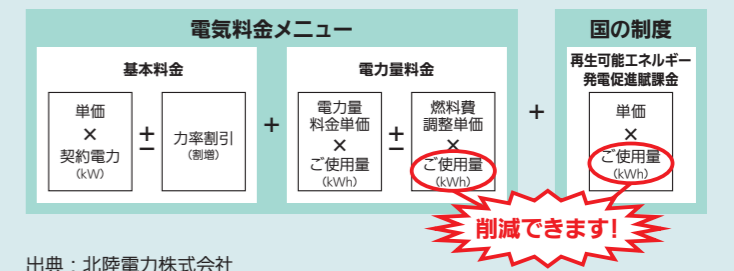 電気料金メニュー
国の制度
基本料金
電力量料金
再生可能エネルギー
発電促進賦課金
単価
×
契約電力
(kW)
±
力率割引
(割増)
+
電力量
料金単価
×
ご使用量
(kWh)
±
燃料費
調整単価
×
ご使用量
(kWh)
+
単価
×
ご使用量
(kWh)
削減できます!
出典：北陸電力株式会社